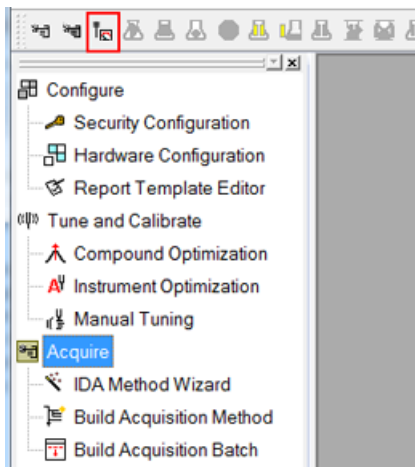 Configure
Security Configuration
Hardware Configuration
Report Template Editor
Tune and Calibrate
Compound Optimization
Instrument Optimization
Manual Tuning
Acquire
IDA Method Wizard
Build Acquisition Method
Build Acquisition Batch